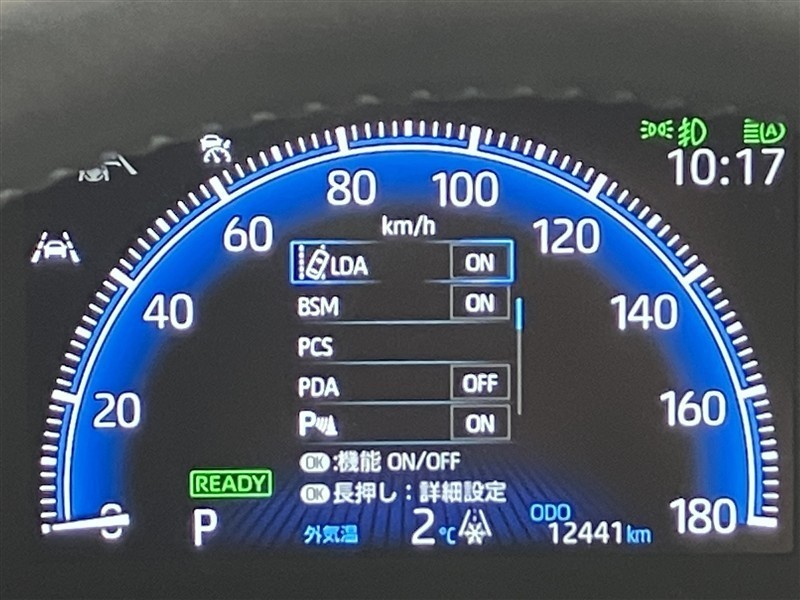 10:17
80 100
km/h
60 120
LDA ON
BSM ON
40 140
PCS
PDA OFF
20 160
P ON
OK:機能 ON/OFF
READY
OK長押し:詳細設定
0 P 外気温 2℃ ODO 12441km 180